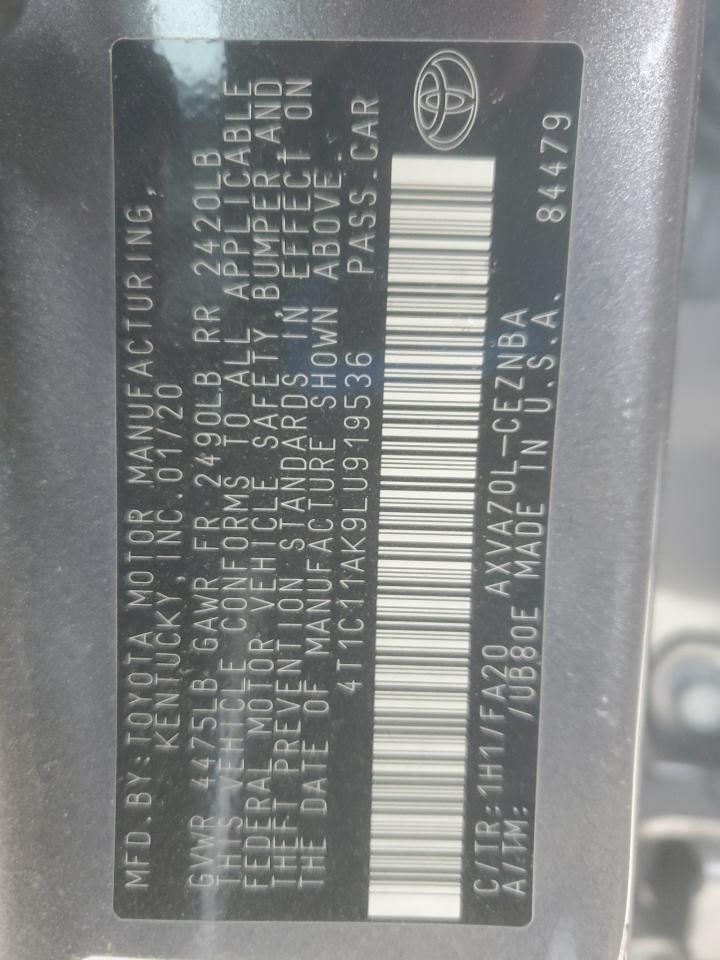 MFD.BY:TOYOTA MOTOR MANUFACTURING,
KENTUCKY, INC.01/20
GVWR 4475LB GAWR FR 2490LB RR 2420LB
THIS VEHICLE CONFORMS TO ALL APPLICABLE
FEDERAL MOTOR VEHICLE SAFETY,BUMPER,AND
THEFT PREVENTION STANDARDS IN EFFECT ON
THE DATE OF MANUFACTURE SHOWN ABOVE.
4T1C11AK9LU919536 PASS.CAR
C/TR:1H1/FA20 AXVA70L-CEZNBA 84479
A/TM: /UB80E MADE IN U.S.A.